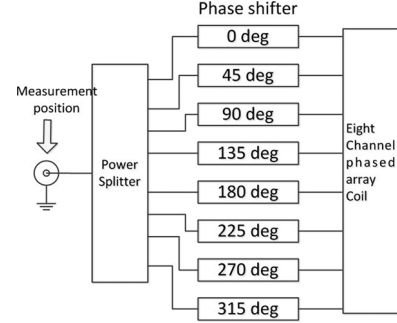 Phase shifter
0 deg
45 deg
Measurement
position
90 deg
135 deg
Power
Splitter
180 deg
225 deg
270 deg
315 deg
Eight
Channel
phased
array
Coil